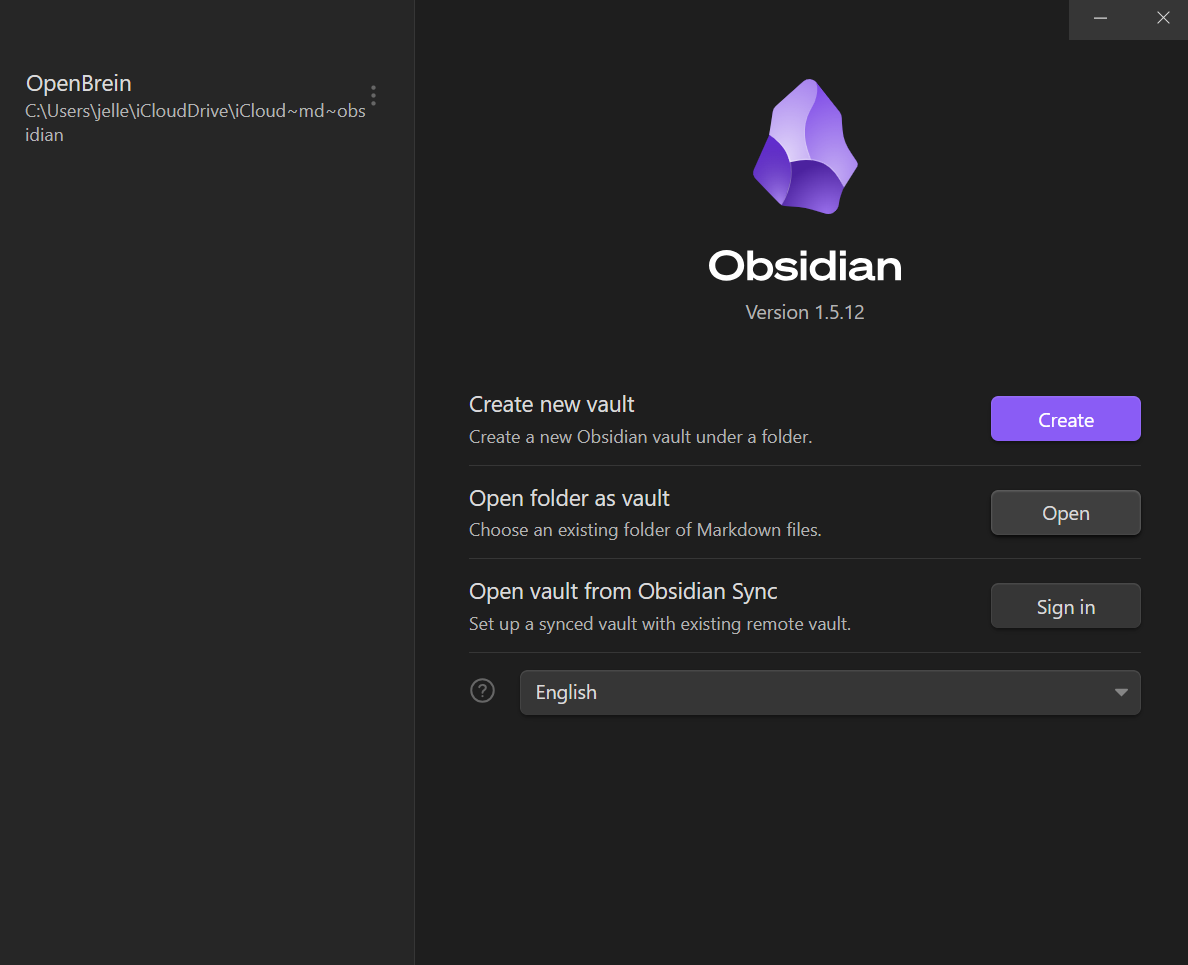 OpenBrein
C:\Users\jelle\iCloudDrive\iCloud~md~obs
idian
Obsidian
Version 1.5.12
Create new vault
Create a new Obsidian vault under a folder.
Create
Open folder as vault
Choose an existing folder of Markdown files.
Open
Open vault from Obsidian Sync
Set up a synced vault with existing remote vault.
Sign in
?
English